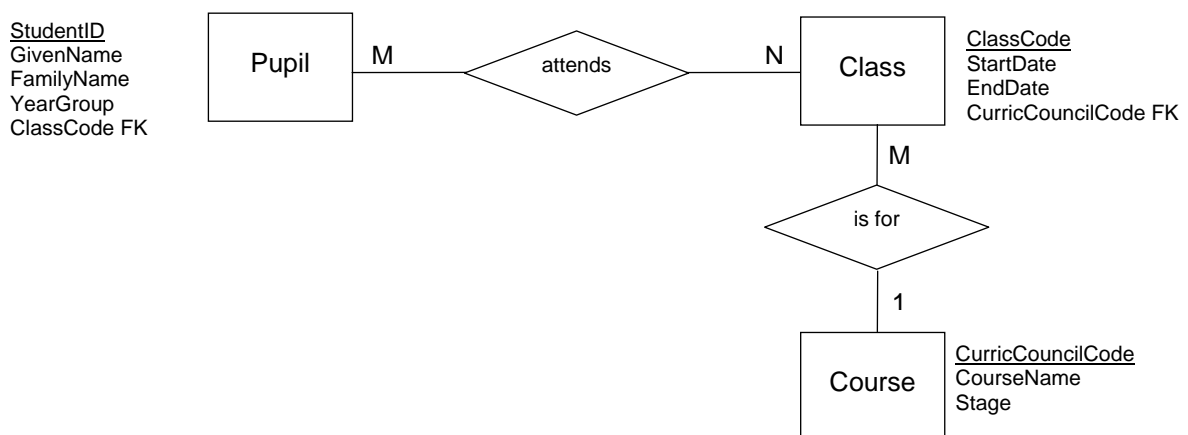 StudentID
GivenName
FamilyName
YearGroup
ClassCode FK
Pupil
M
attends
N
Class
ClassCode
StartDate
EndDate
CurricCouncilCode FK
M
is for
1
Course
CurricCouncilCode
CourseName
Stage